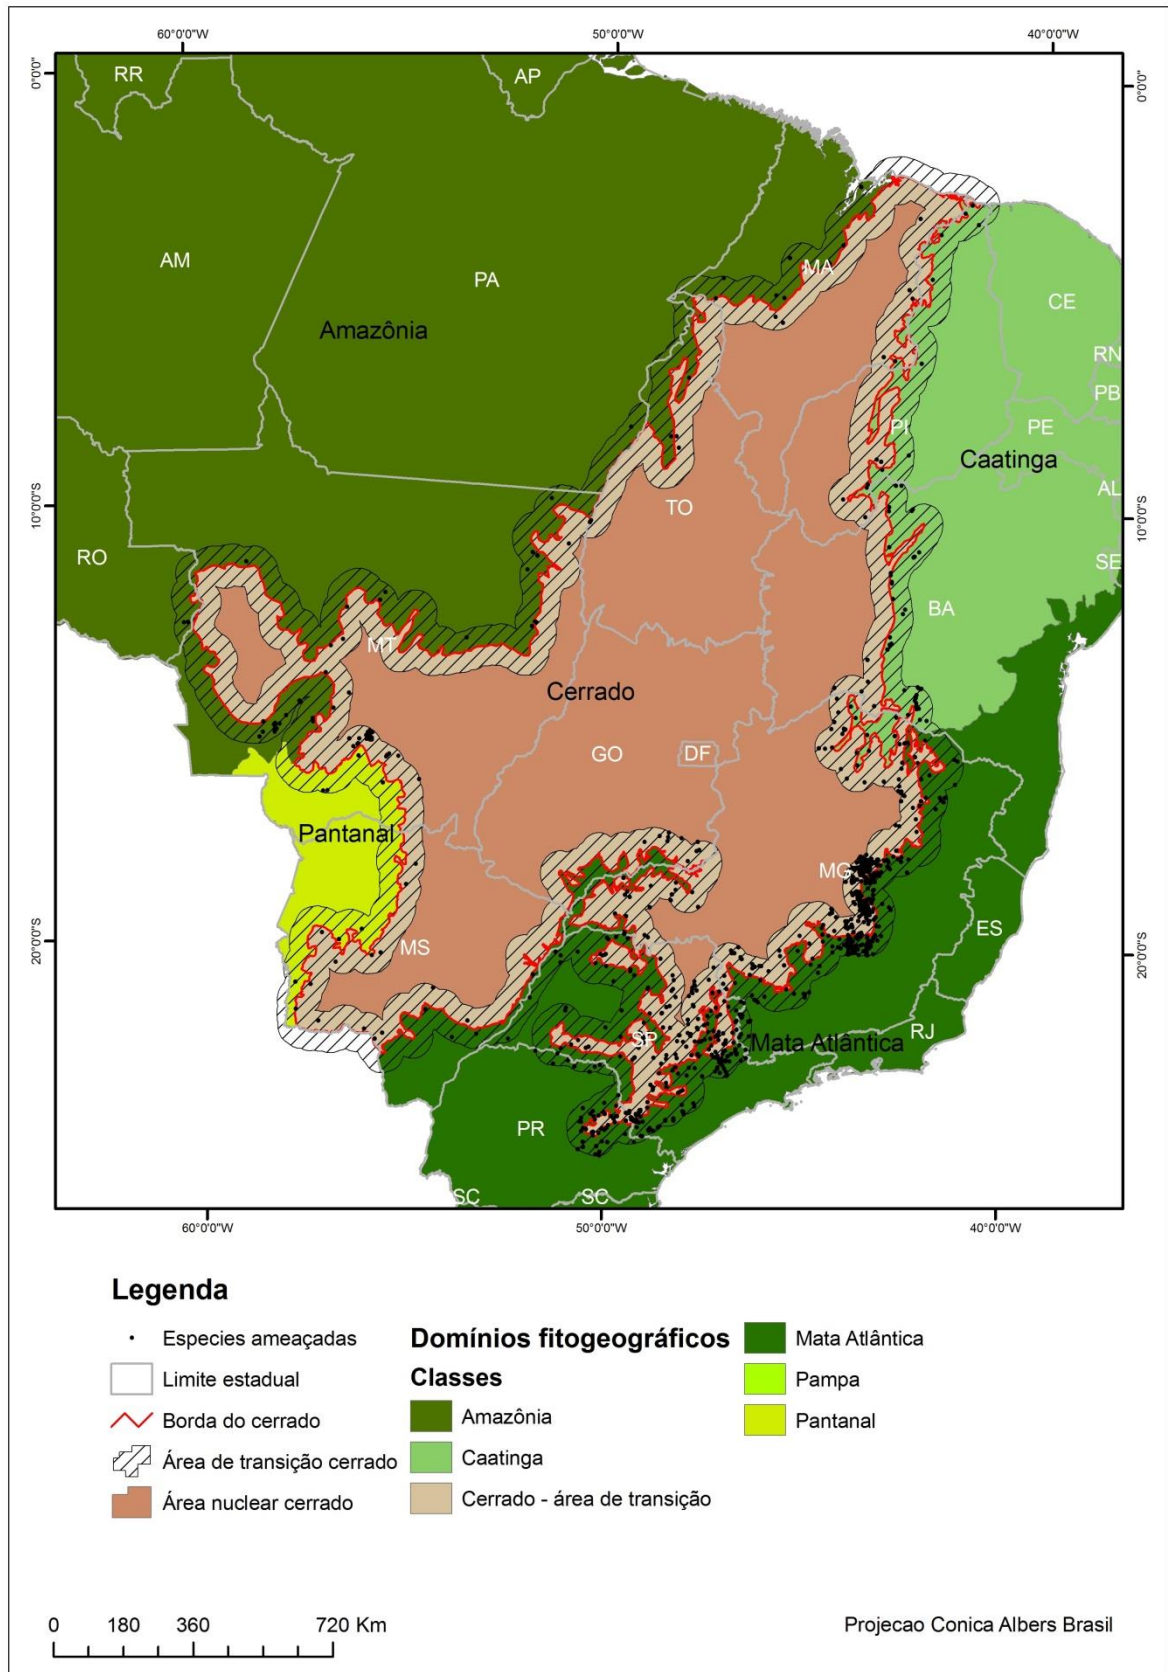 60°0'0"W 50°0'0"W 40°0'0"W
0°0'0" 0°0'0"
RR AP
AM PA MA CE
Amazônia
RN
PB
PI PE
Caatinga
AL
10°0'0"S 10°0'0"S
TO
RO SE
BA
MT
Cerrado
GO DF
Pantanal
MG
ES
MS
20°0'0"S 20°0'0"S
SP Mata Atlântica RJ
PR
SC SC
60°0'0"W 50°0'0"W 40°0'0"W
Legenda
Especies ameaçadas
Limite estadual
Borda do cerrado
Área de transição cerrado
Área nuclear cerrado
Domínios fitogeográficos
Classes
Amazônia
Caatinga
Cerrado - área de transição
Mata Atlântica
Pampa
Pantanal
0 180 360 720 Km
Projecao Conica Albers Brasil